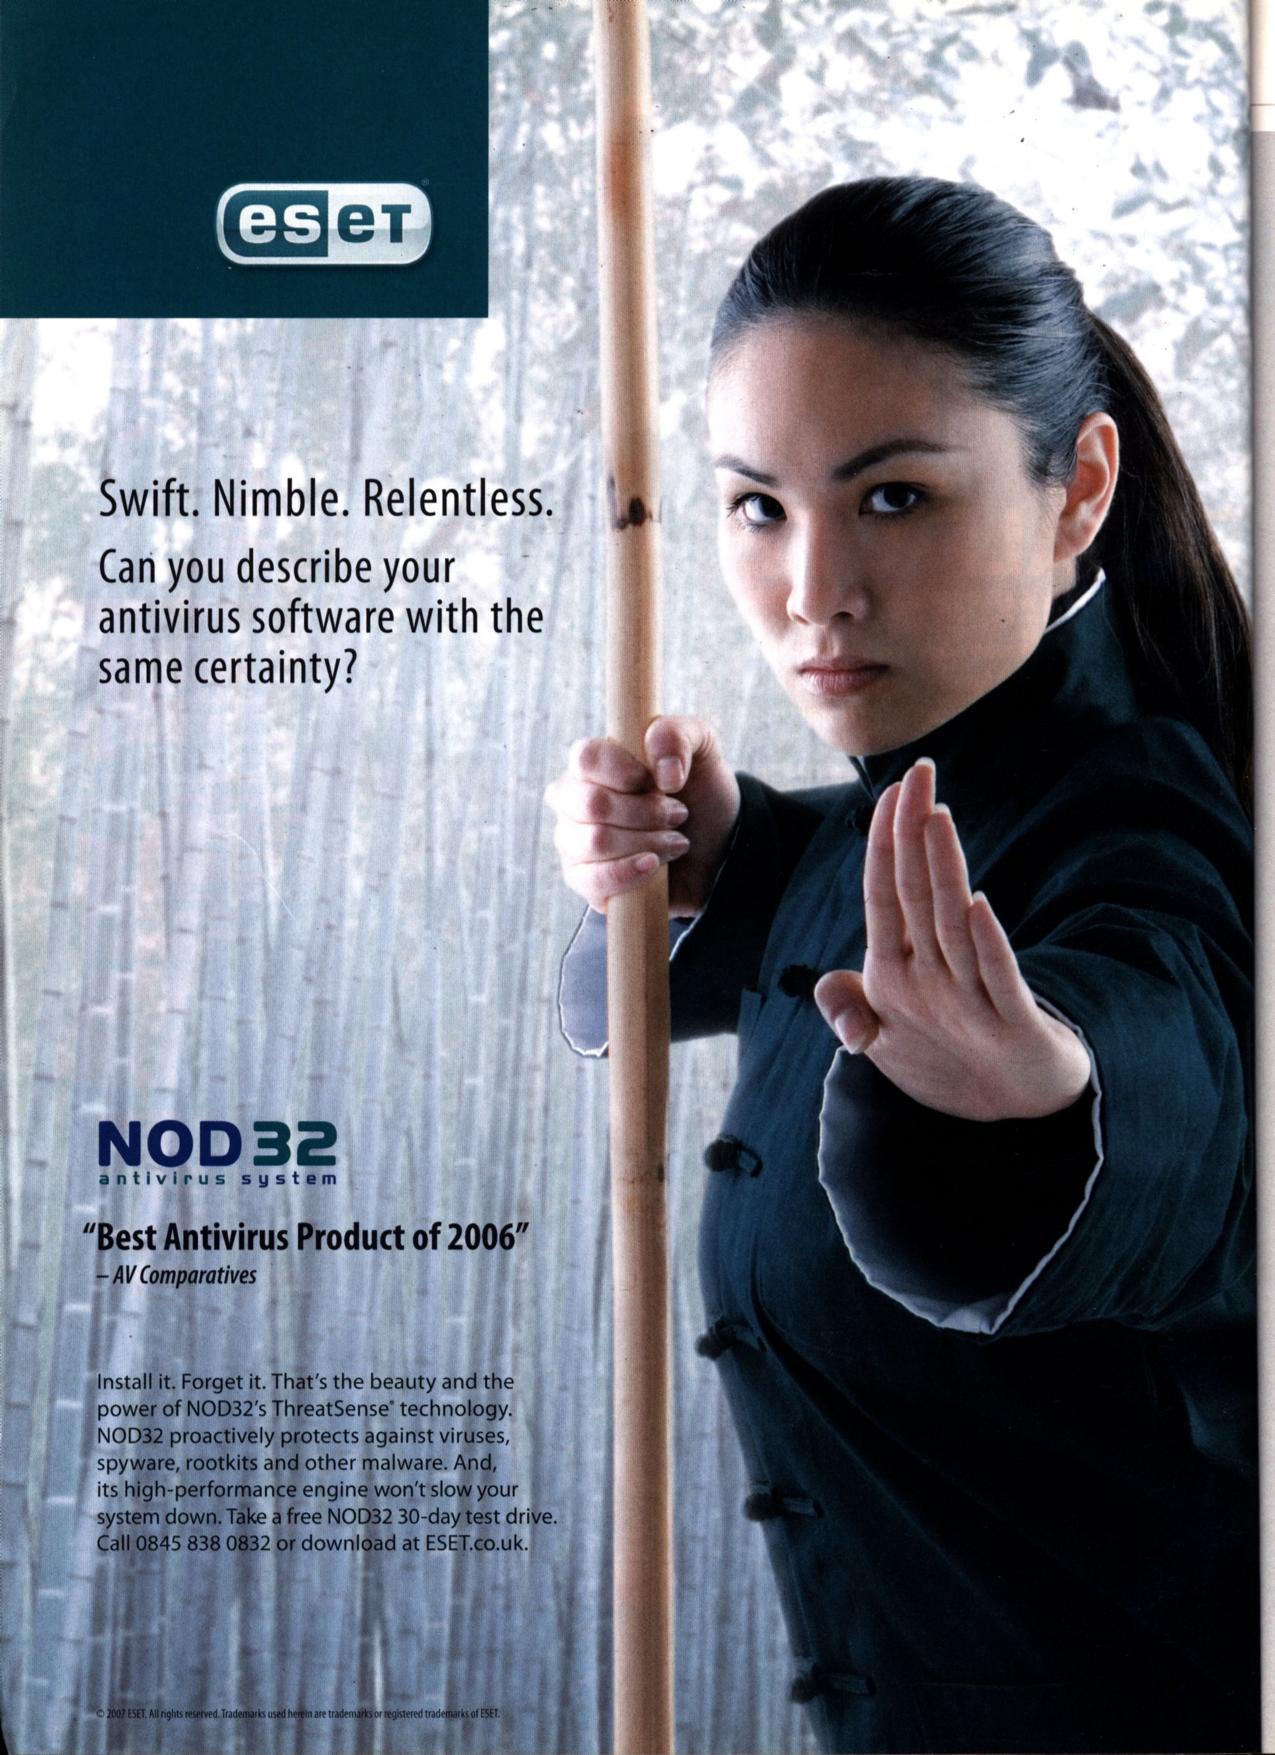 eseT®
Swift. Nimble. Relentless.
Can you describe your
antivirus software with the
same certainty?
NOD32
antivirus system
“Best Antivirus Product of 2006”
– AV Comparatives
Install it. Forget it. That’s the beauty and the
power of NOD32’s ThreatSense® technology.
NOD32 proactively protects against viruses,
spyware, rootkits and other malware. And,
its high-performance engine won’t slow your
system down. Take a free NOD32 30-day test drive.
Call 0845 838 0832 or download at ESET.co.uk.
© 2007 ESET. All rights reserved. Trademarks used herein are trademarks or registered trademarks of ESET.